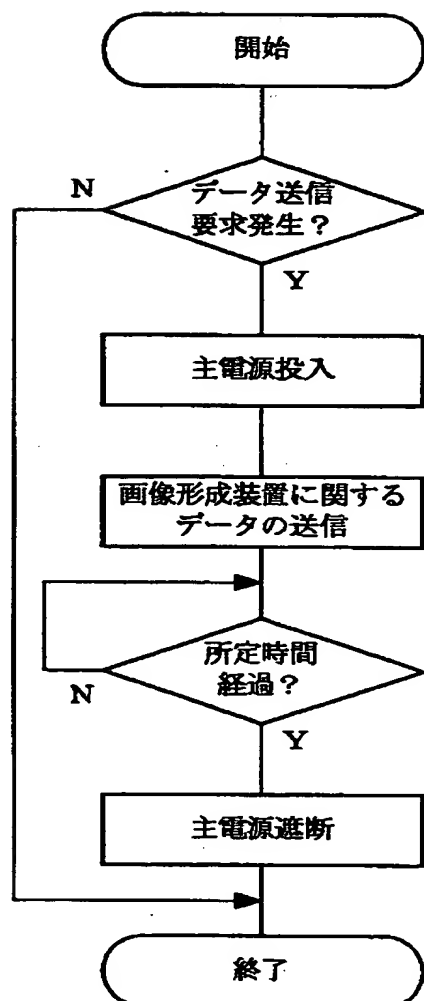 開始
N
データ送信
要求発生？
Y
主電源投入
画像形成装置に関する
データの送信
所定時間
経過？
N
Y
主電源遮断
終了